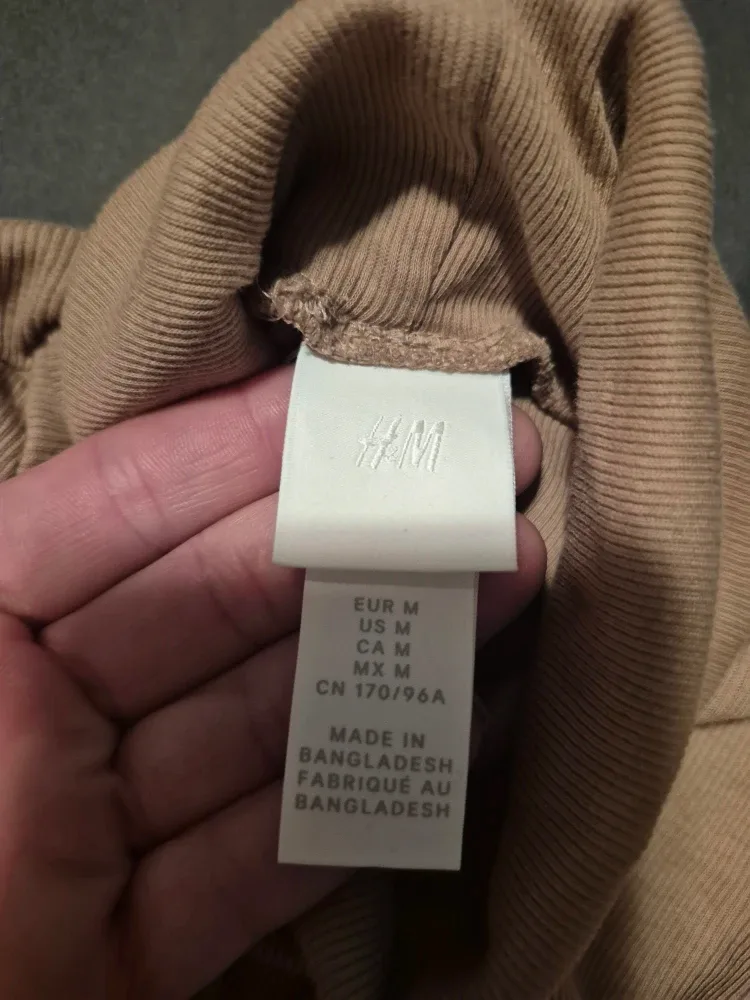 H&M
EUR M
US M
CA M
MX M
CN 170/96A
MADE IN
BANGLADESH
FABRIQUÉ AU
BANGLADESH